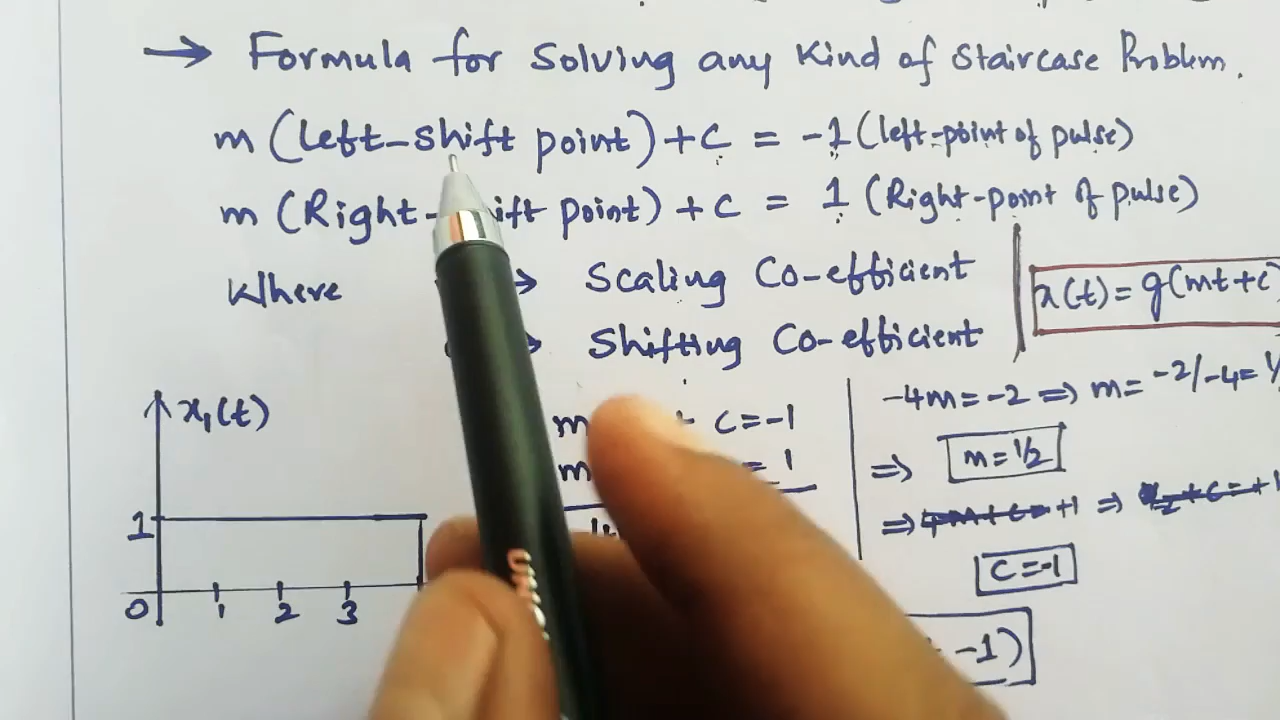 → Formula for Solving any Kind of Staircase Problem.
m (left-shift point) + c = -1 (left-point of pulse)
m (Right- ift point) + c = 1 (Right-point of pulse)
Where → Scaling Co-efficient
→ Shifting Co-efficient
x(t) = g(mt+c)
x₁(t)
1
0 1 2 3
m c = -1
m = 1
-4m = -2 ⇒ m = -2/-4 = 1/
⇒ m = 1/2
⇒ +1 ⇒
c = -1
-1)